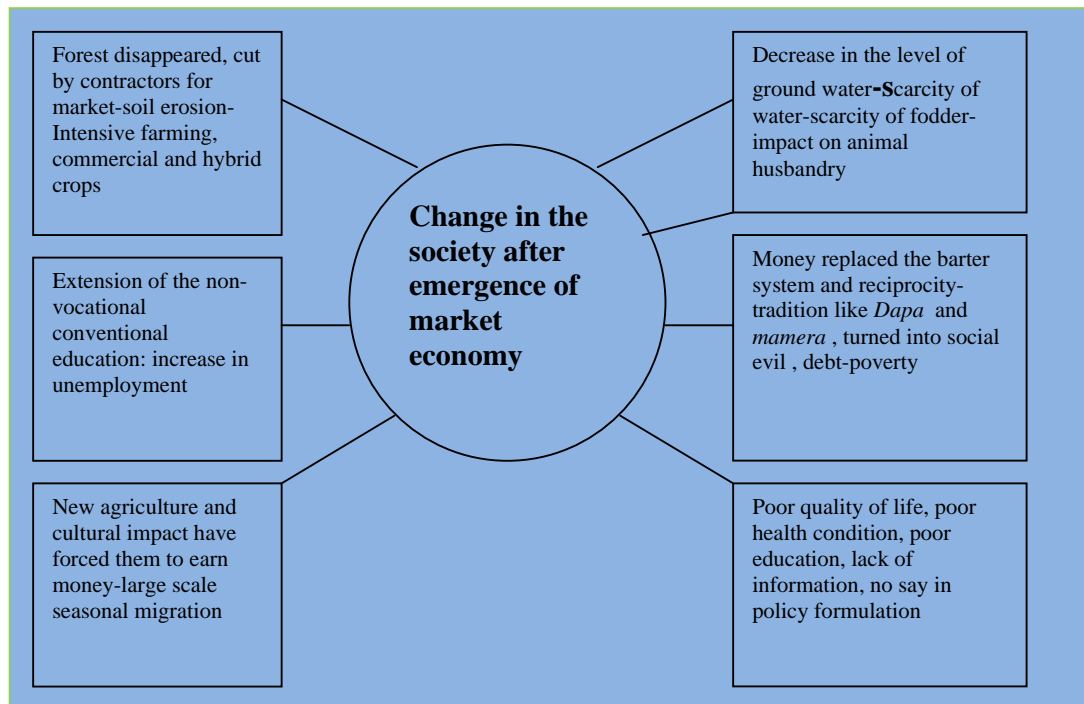 Forest disappeared, cut
by contractors for
market-soil erosion-
Intensive farming,
commercial and hybrid
crops
Decrease in the level of
ground water-scarcity of
water-scarcity of fodder-
impact on animal
husbandry
Change in the
society after
emergence of
market
economy
Extension of the non-
vocational
conventional
education: increase in
unemployment
Money replaced the barter
system and reciprocity-
tradition like Dapa and
mamera , turned into social
evil , debt-poverty
New agriculture and
cultural impact have
forced them to earn
money-large scale
seasonal migration
Poor quality of life, poor
health condition, poor
education, lack of
information, no say in
policy formulation